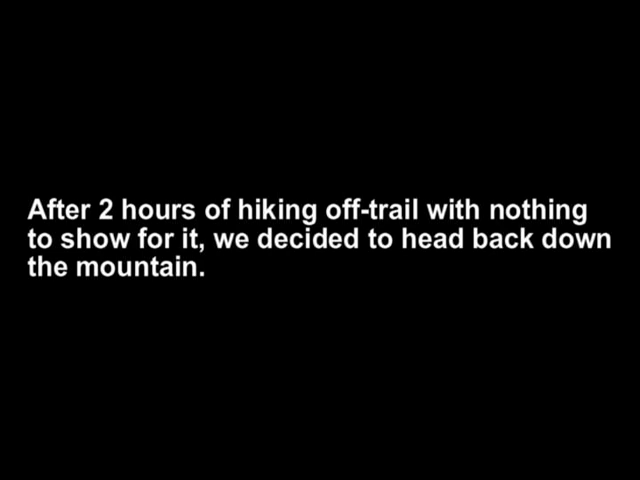 After 2 hours of hiking off-trail with nothing
to show for it, we decided to head back down
the mountain.